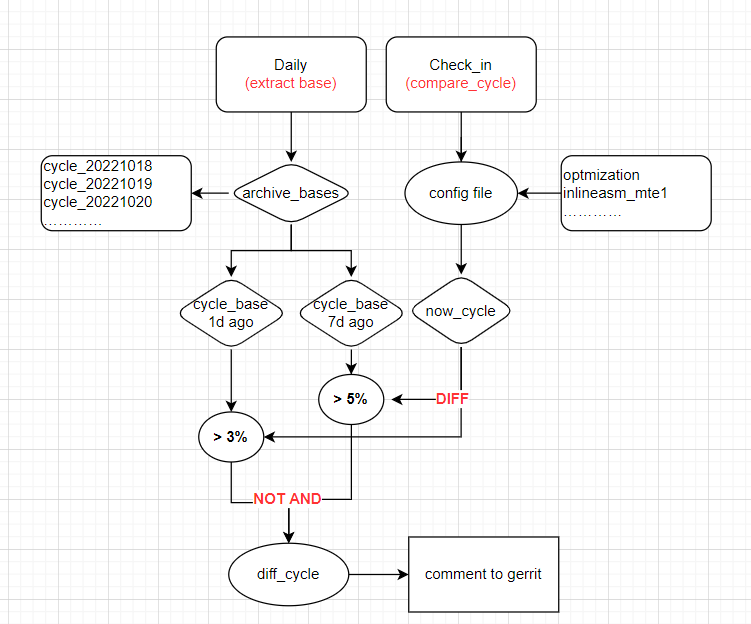 Daily
(extract base)
Check_in
(compare_cycle)
cycle_20221018
cycle_20221019
cycle_20221020
…………
archive_bases
config file
optmization
inlineasm_mte1
…………
cycle_base
1d ago
cycle_base
7d ago
now_cycle
> 5%
DIFF
> 3%
NOT AND
diff_cycle
comment to gerrit